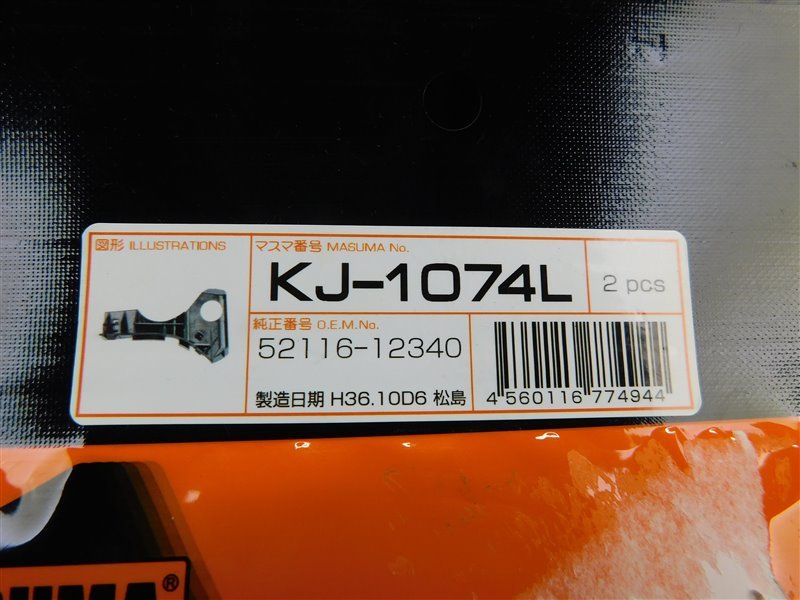 図形 ILLUSTRATIONS
マスマ番号 MASUMA No.
KJ-1074L
2 pcs
純正番号 O.E.M.No.
52116-12340
製造日期 H36.10D6 松島
4 560116 774944
UMA®